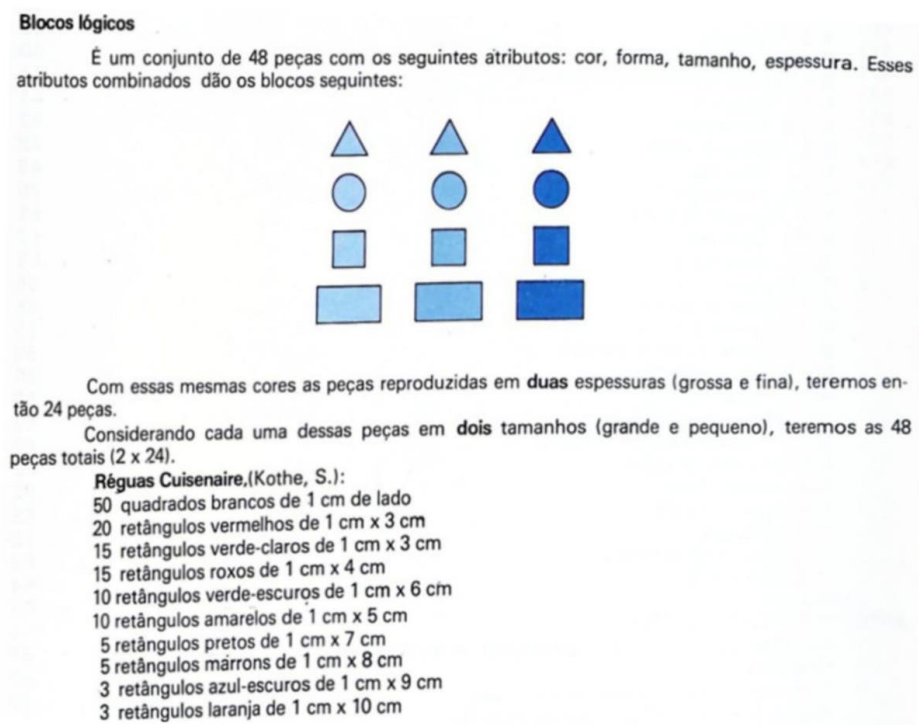 Blocos lógicos
É um conjunto de 48 peças com os seguintes atributos: cor, forma, tamanho, espessura. Esses
atributos combinados dão os blocos seguintes:
Com essas mesmas cores as peças reproduzidas em duas espessuras (grossa e fina), teremos en-
tão 24 peças.
Considerando cada uma dessas peças em dois tamanhos (grande e pequeno), teremos as 48
peças totais (2 x 24).
Réguas Cuisenaire,(Kothe, S.):
50 quadrados brancos de 1 cm de lado
20 retângulos vermelhos de 1 cm x 3 cm
15 retângulos verde-claros de 1 cm x 3 cm
15 retângulos roxos de 1 cm x 4 cm
10 retângulos verde-escuros de 1 cm x 6 cm
10 retângulos amarelos de 1 cm x 5 cm
5 retângulos pretos de 1 cm x 7 cm
5 retângulos marrons de 1 cm x 8 cm
3 retângulos azul-escuros de 1 cm x 9 cm
3 retângulos laranja de 1 cm x 10 cm